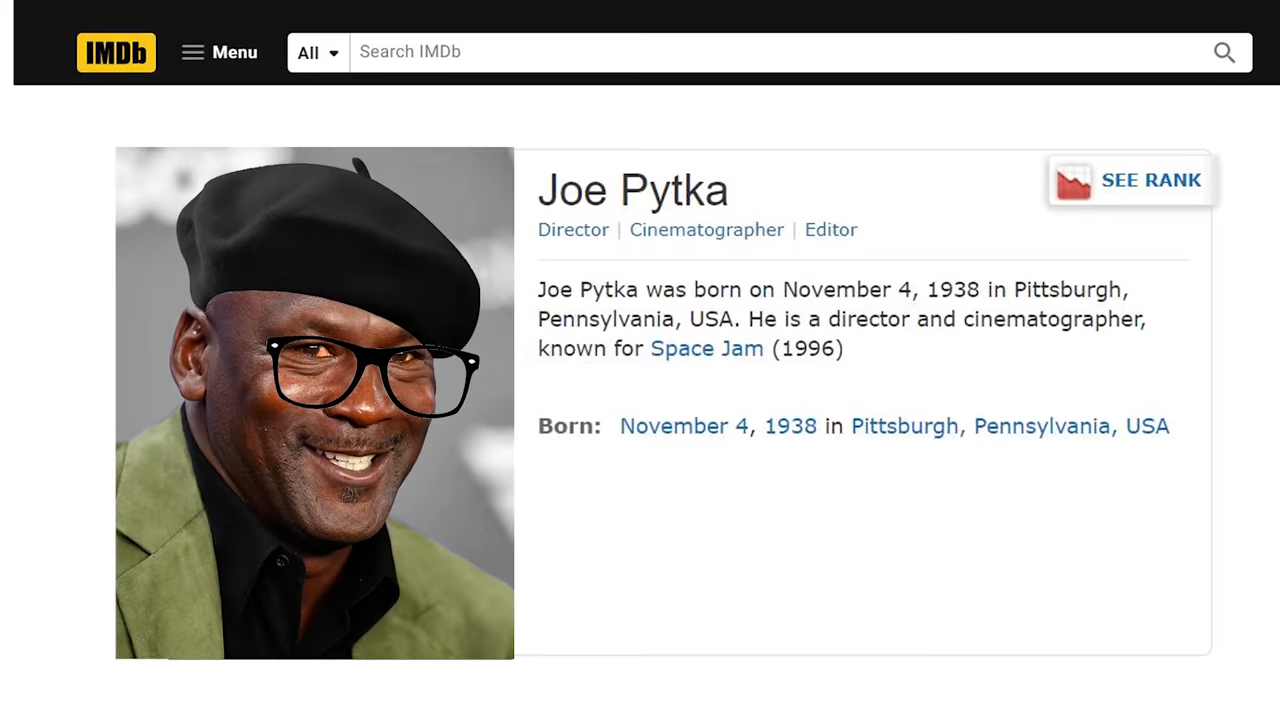 IMDb Menu All Search IMDb
Joe Pytka
SEE RANK
Director | Cinematographer | Editor
Joe Pytka was born on November 4, 1938 in Pittsburgh,
Pennsylvania, USA. He is a director and cinematographer,
known for Space Jam (1996)
Born: November 4, 1938 in Pittsburgh, Pennsylvania, USA